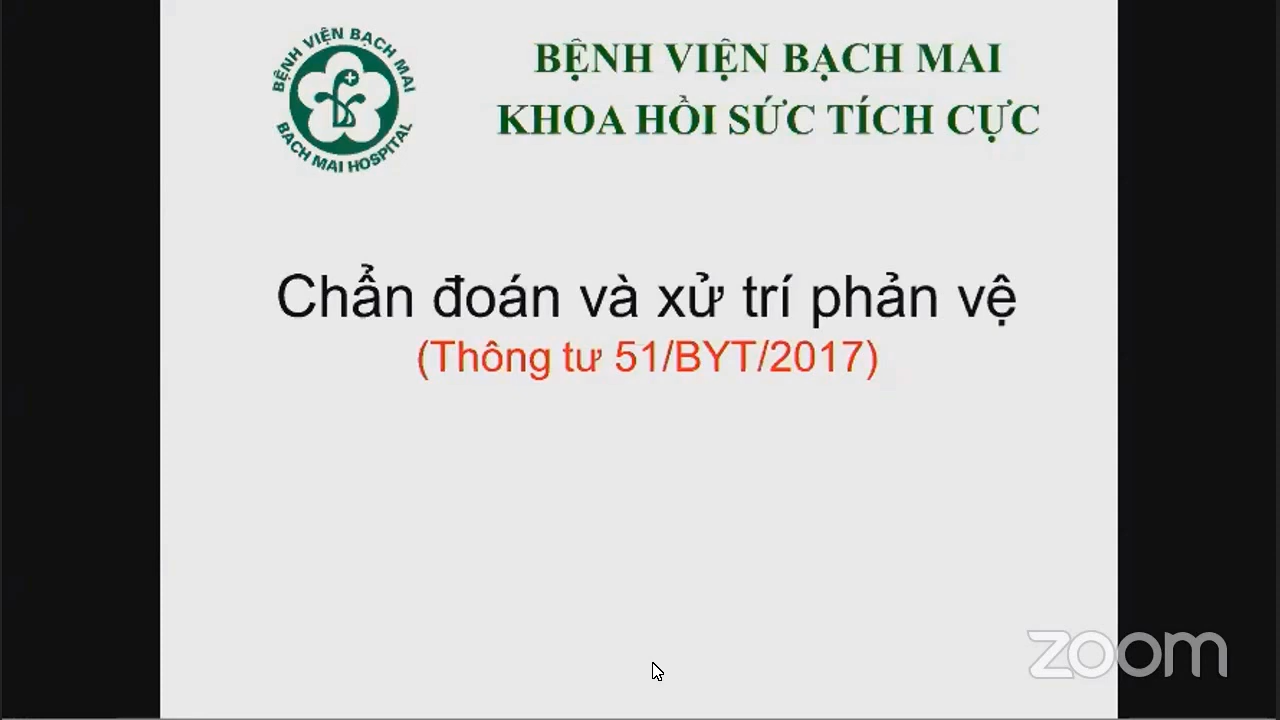 BỆNH VIỆN BẠCH MAI
BACH MAI HOSPITAL
BỆNH VIỆN BẠCH MAI
KHOA HỒI SỨC TÍCH CỰC
Chẩn đoán và xử trí phản vệ
(Thông tư 51/BYT/2017)
zoom